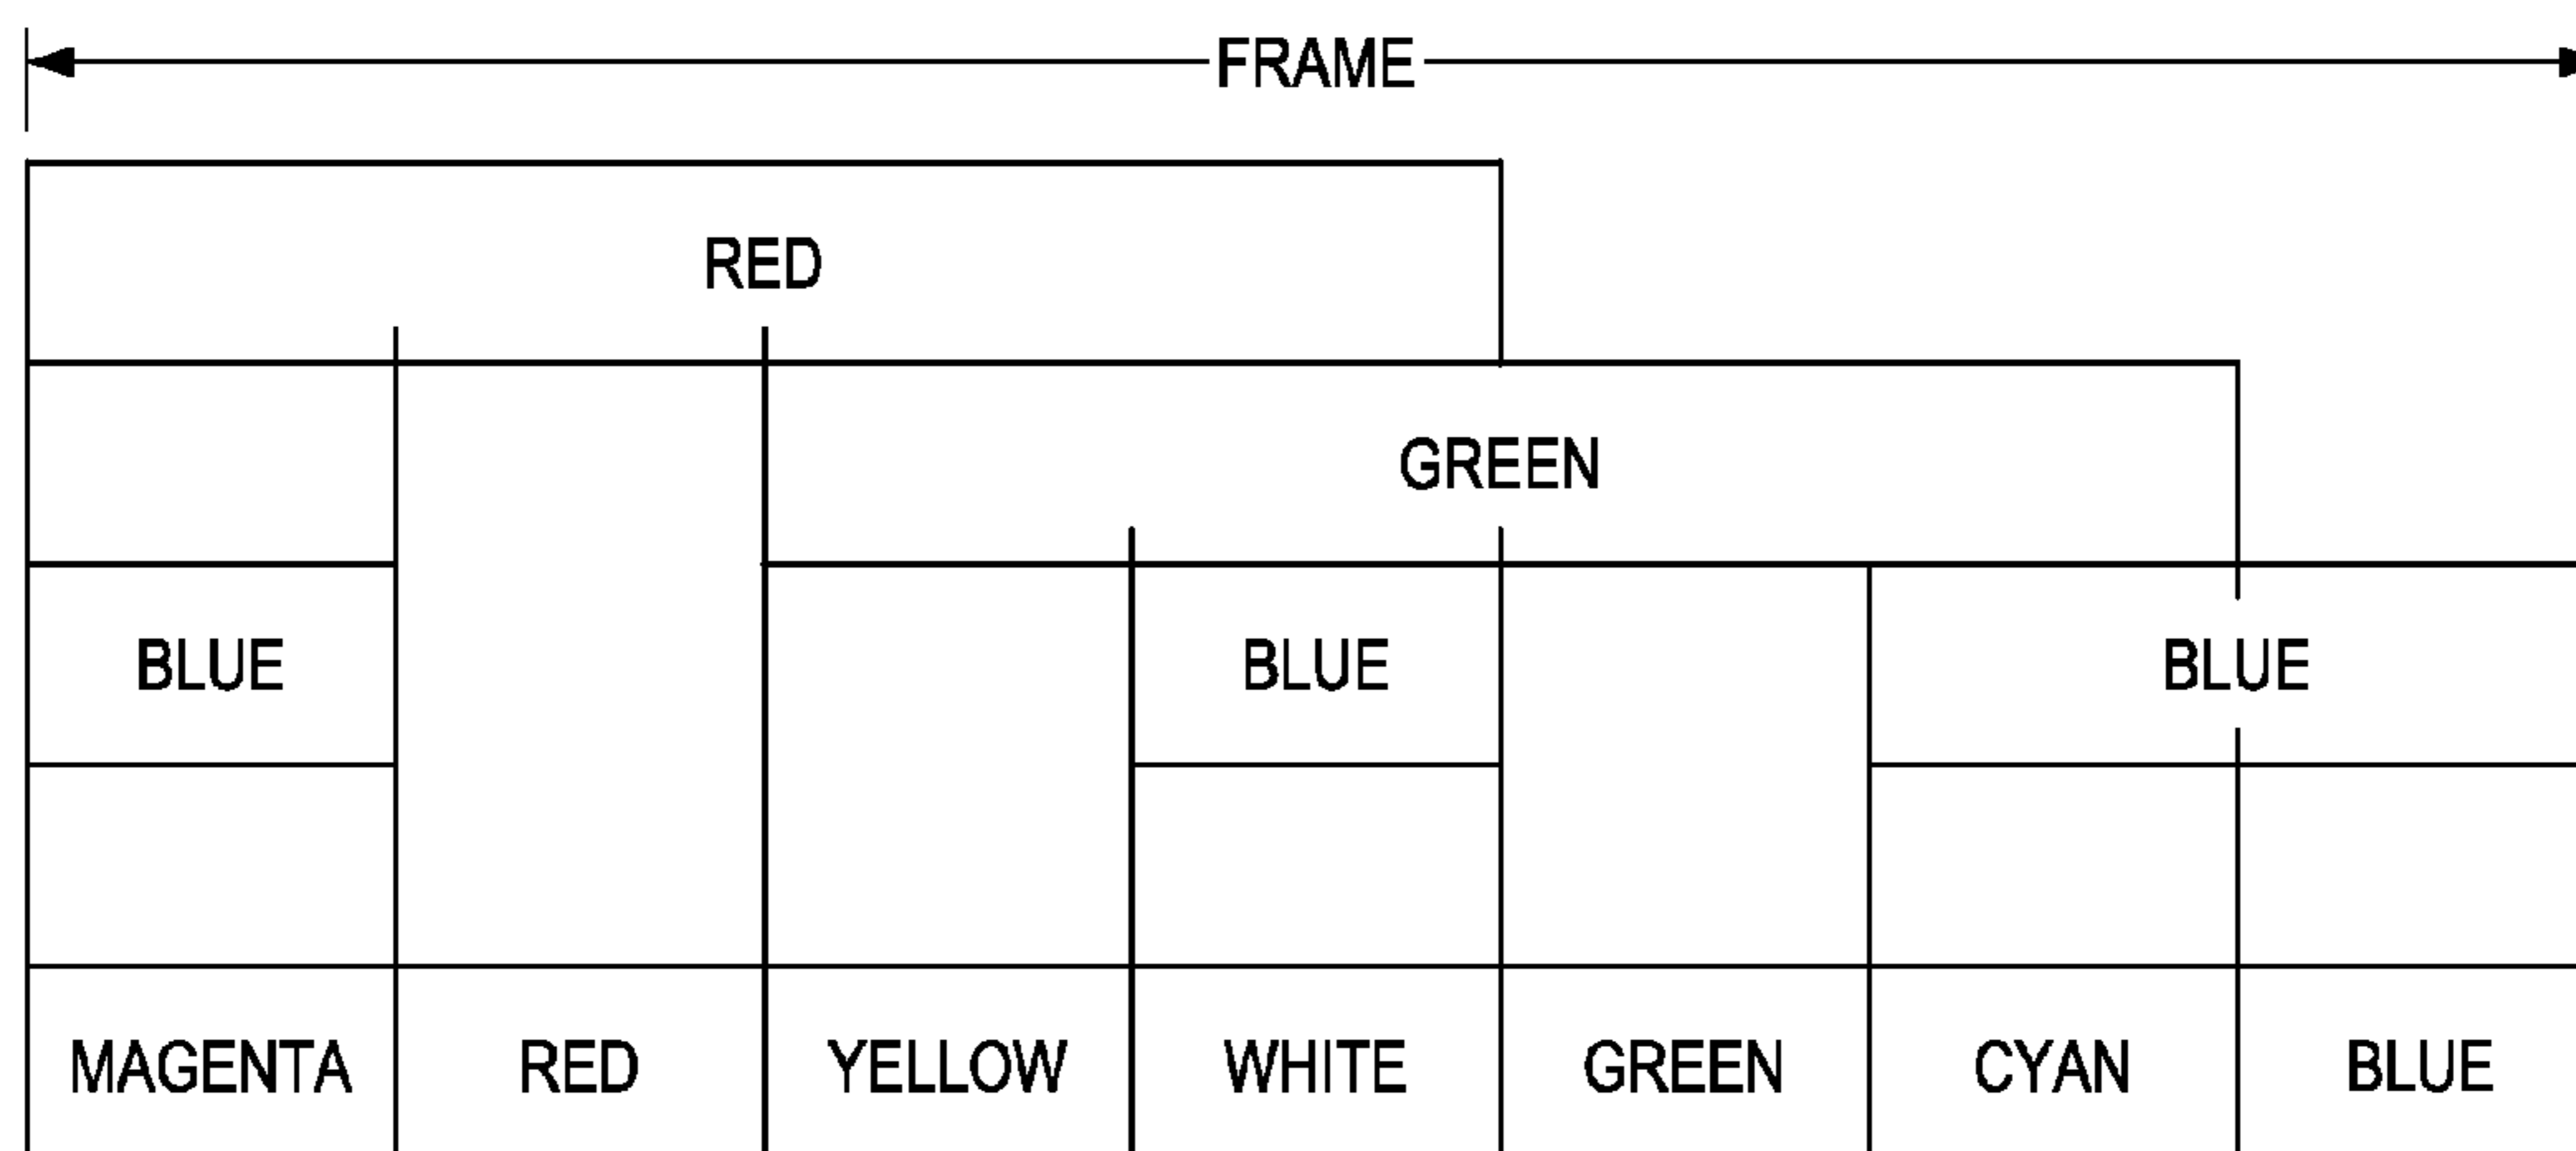 FRAME
RED
GREEN
BLUE BLUE BLUE
MAGENTA RED YELLOW WHITE GREEN CYAN BLUE